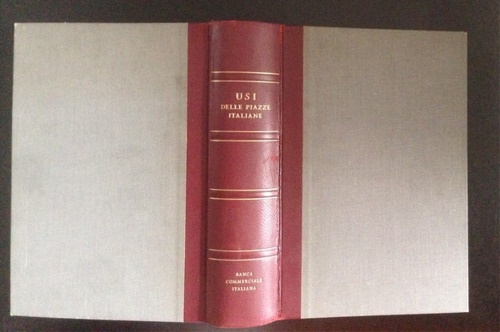 USI
DELLE PIAZZE
ITALIANE
BANCA
COMMERCIALE
ITALIANA